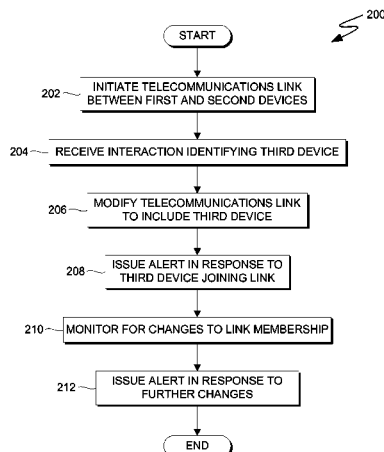 200
START
202
INITIATE TELECOMMUNICATIONS LINK
BETWEEN FIRST AND SECOND DEVICES
204
RECEIVE INTERACTION IDENTIFYING THIRD DEVICE
206
MODIFY TELECOMMUNICATIONS LINK
TO INCLUDE THIRD DEVICE
208
ISSUE ALERT IN RESPONSE TO
THIRD DEVICE JOINING LINK
210
MONITOR FOR CHANGES TO LINK MEMBERSHIP
212
ISSUE ALERT IN RESPONSE TO
FURTHER CHANGES
END